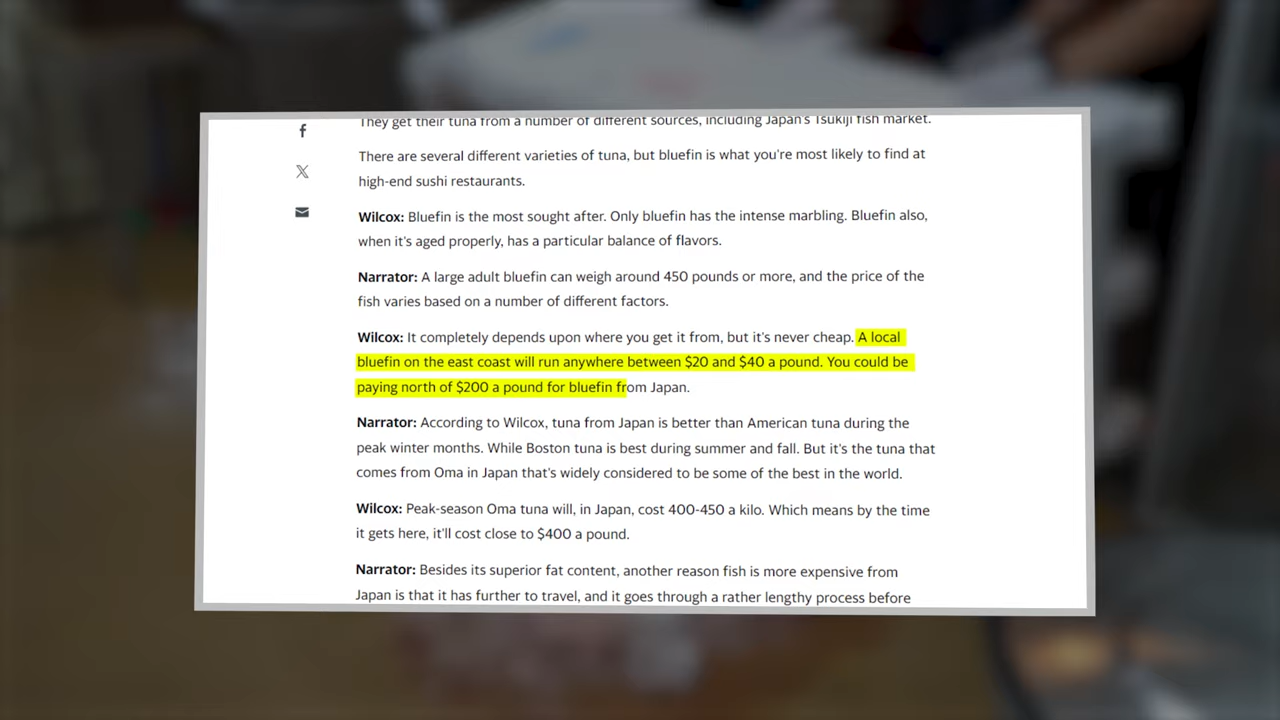 They get their tuna from a number of different sources, including Japan's Tsukiji fish market.
There are several different varieties of tuna, but bluefin is what you're most likely to find at
high-end sushi restaurants.
Wilcox: Bluefin is the most sought after. Only bluefin has the intense marbling. Bluefin also,
when it's aged properly, has a particular balance of flavors.
Narrator: A large adult bluefin can weigh around 450 pounds or more, and the price of the
fish varies based on a number of different factors.
Wilcox: It completely depends upon where you get it from, but it's never cheap. A local
bluefin on the east coast will run anywhere between $20 and $40 a pound. You could be
paying north of $200 a pound for bluefin from Japan.
Narrator: According to Wilcox, tuna from Japan is better than American tuna during the
peak winter months. While Boston tuna is best during summer and fall. But it's the tuna that
comes from Oma in Japan that's widely considered to be some of the best in the world.
Wilcox: Peak-season Oma tuna will, in Japan, cost 400-450 a kilo. Which means by the time
it gets here, it'll cost close to $400 a pound.
Narrator: Besides its superior fat content, another reason fish is more expensive from
Japan is that it has further to travel, and it goes through a rather lengthy process before